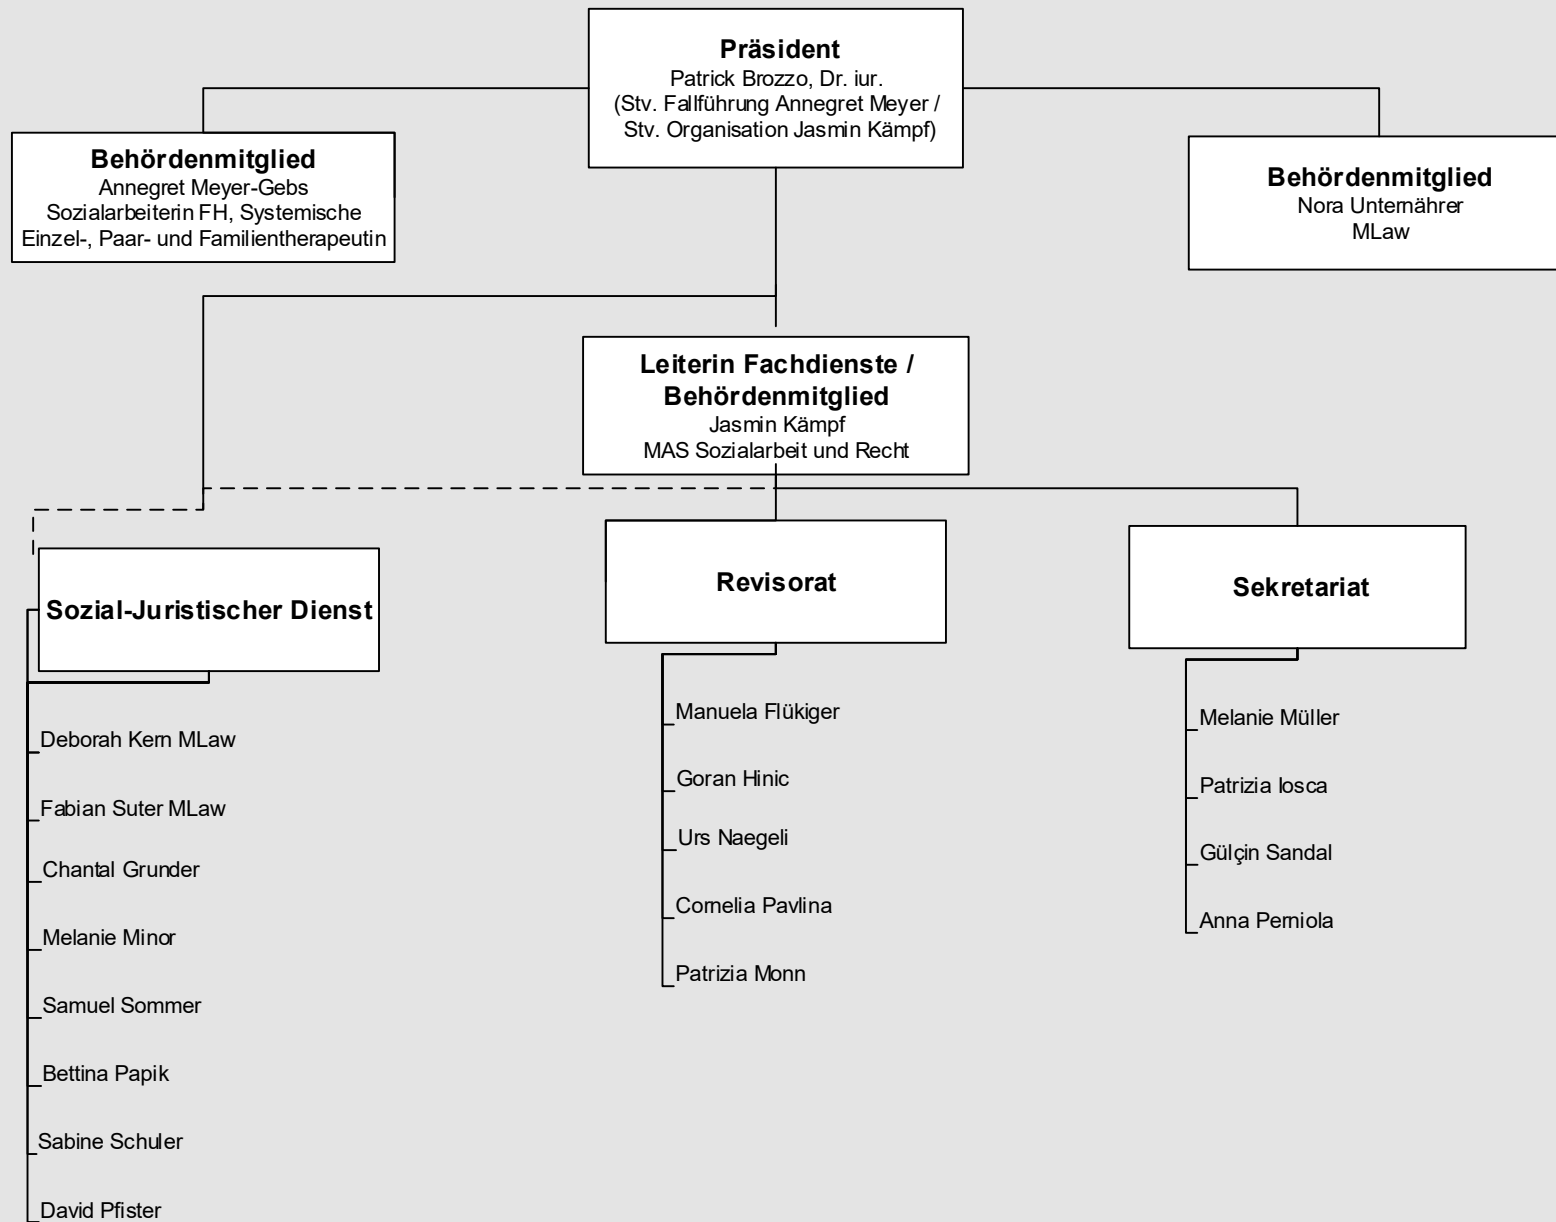 Präsident
Patrick Brozzo, Dr. iur.
(Stv. Fallführung Annegret Meyer /
Stv. Organisation Jasmin Kämpf)
Behördenmitglied
Annegret Meyer-Gebs
Sozialarbeiterin FH, Systemische
Einzel-, Paar- und Familientherapeutin
Behördenmitglied
Nora Unternährer
MLaw
Leiterin Fachdienste /
Behördenmitglied
Jasmin Kämpf
MAS Sozialarbeit und Recht
Sozial-Juristischer Dienst
Deborah Kern MLaw
Fabian Suter MLaw
Chantal Grunder
Melanie Minor
Samuel Sommer
Bettina Papik
Sabine Schuler
David Pfister
Revisorat
Manuela Flükiger
Goran Hinic
Urs Naegeli
Cornelia Pavlina
Patrizia Monn
Sekretariat
Melanie Müller
Patrizia Iosca
Gülçin Sandal
Anna Perniola